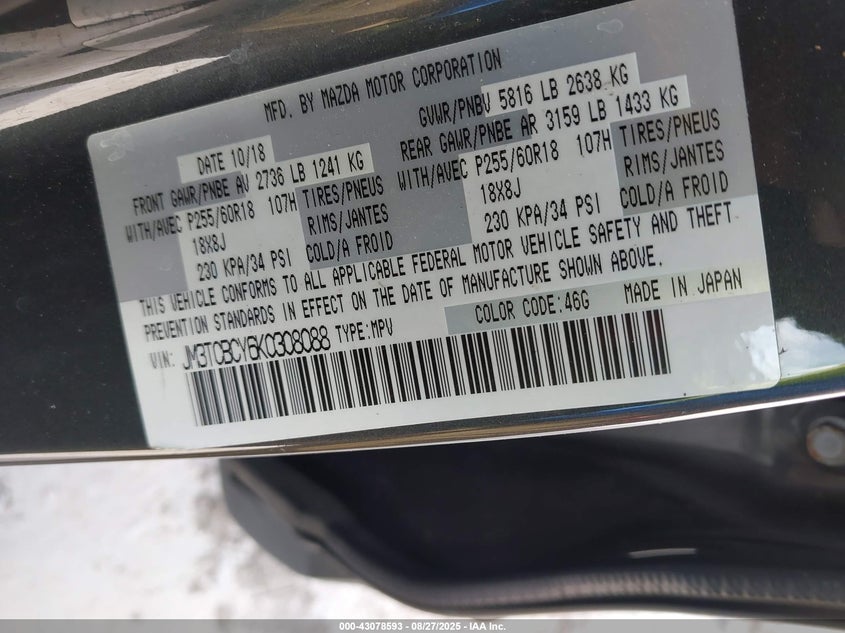 MFD. BY MAZDA MOTOR CORPORATION
DATE 10/18
GVWR/PNBV 5816 LB 2638 KG
FRONT GAWR/PNBE AV 2736 LB 1241 KG
WITH/AVEC P255/60R18 107H TIRES/PNEUS
18X8J RIMS/JANTES
230 KPA/34 PSI COLD/A FROID
REAR GAWR/PNBE AR 3159 LB 1433 KG
WITH/AVEC P255/60R18 107H TIRES/PNEUS
18X8J RIMS/JANTES
230 KPA/34 PSI COLD/A FROID
THIS VEHICLE CONFORMS TO ALL APPLICABLE FEDERAL MOTOR VEHICLE SAFETY AND THEFT
PREVENTION STANDARDS IN EFFECT ON THE DATE OF MANUFACTURE SHOWN ABOVE.
COLOR CODE:46G MADE IN JAPAN
VIN: JM3TCBCY6K0308088 TYPE:MPV
000-43078593 - 08/27/2025 - IAA Inc.